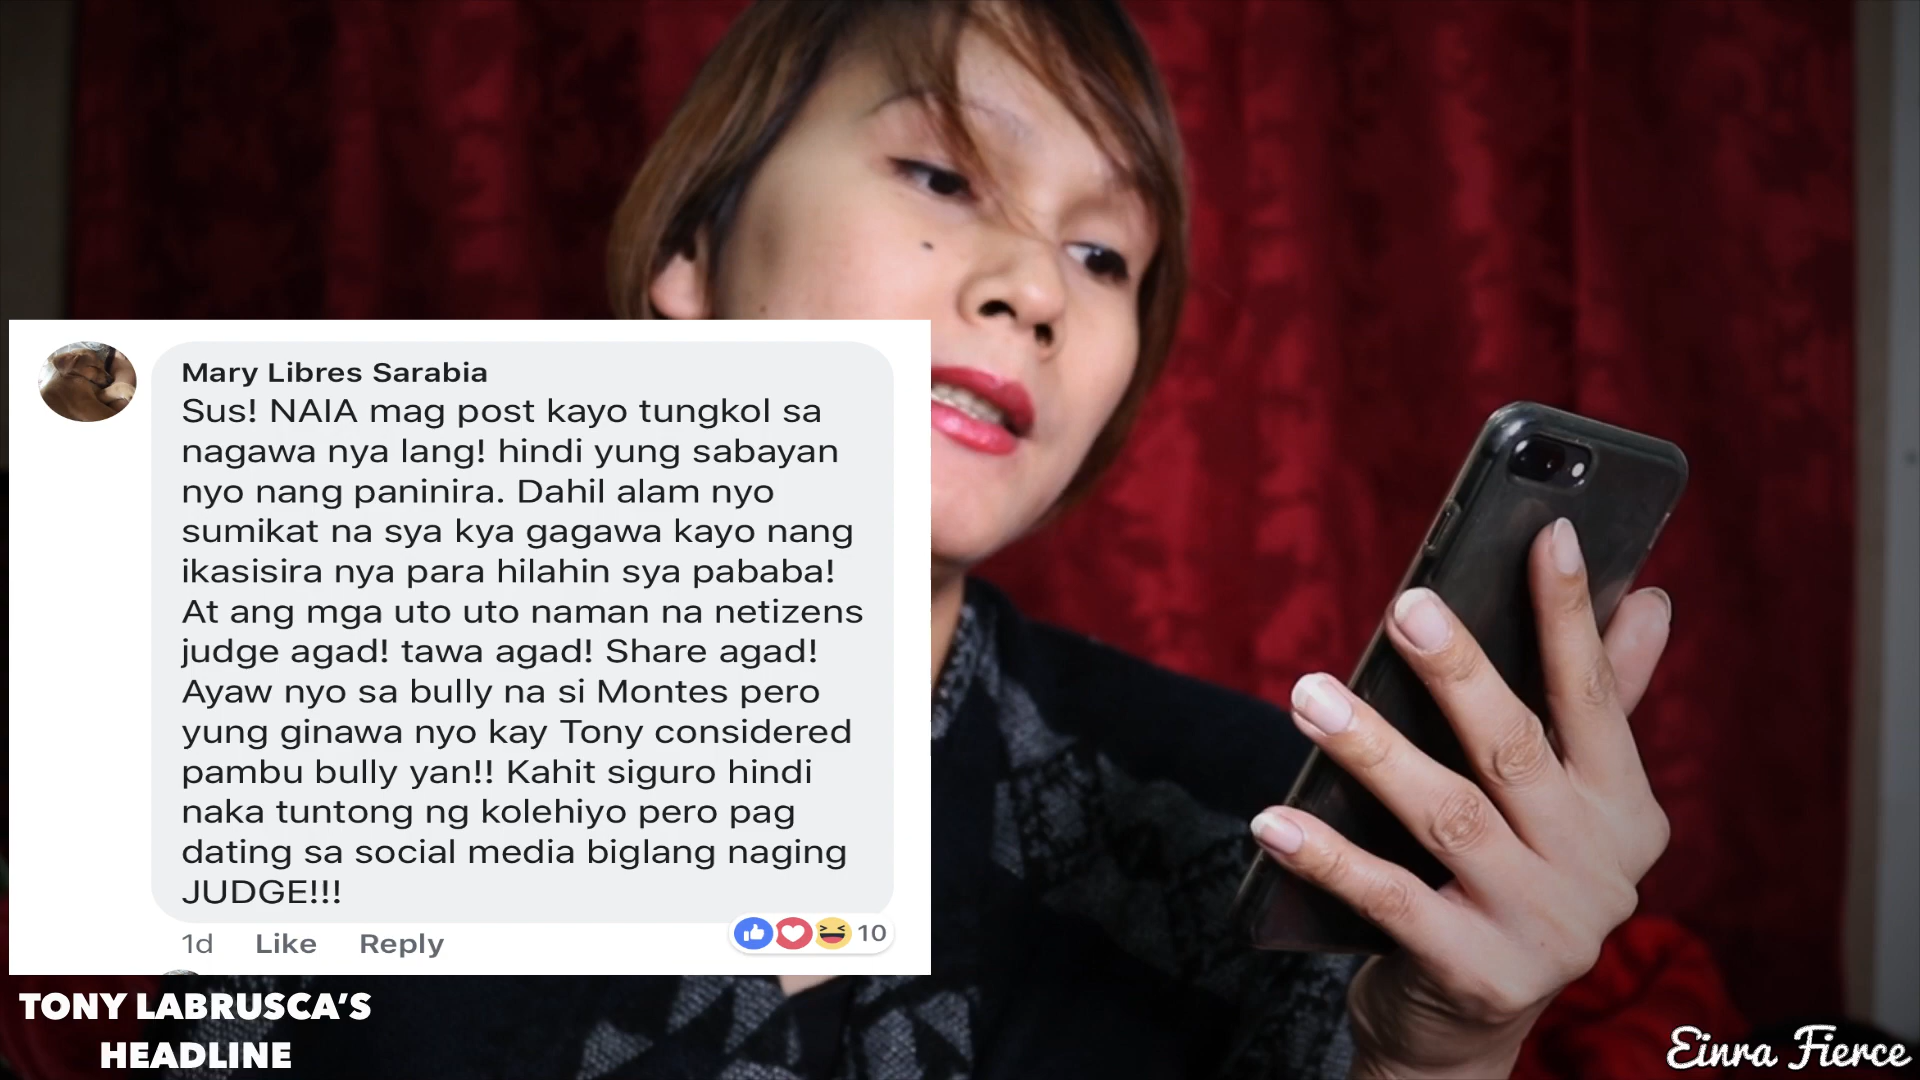 Mary Libres Sarabia
Sus! NAIA mag post kayo tungkol sa
nagawa nya lang! hindi yung sabayan
nyo nang paninira. Dahil alam nyo
sumikat na sya kya gagawa kayo nang
ikasisira nya para hilahin sya pababa!
At ang mga uto uto naman na netizens
judge agad! tawa agad! Share agad!
Ayaw nyo sa bully na si Montes pero
yung ginawa nyo kay Tony considered
pambu bully yan!! Kahit siguro hindi
naka tuntong ng kolehiyo pero pag
dating sa social media biglang naging
JUDGE!!!
1d Like Reply 10
TONY LABRUSCA'S
HEADLINE
Einra Fierce